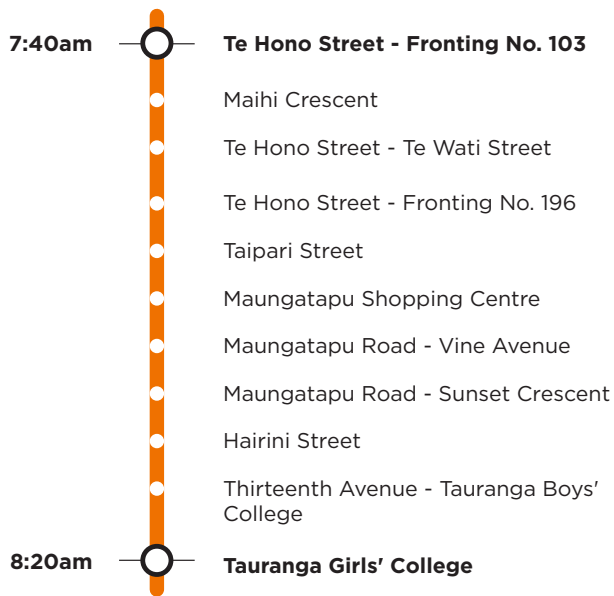 7:40am Te Hono Street - Fronting No. 103
Maihi Crescent
Te Hono Street - Te Wati Street
Te Hono Street - Fronting No. 196
Taipari Street
Maungatapu Shopping Centre
Maungatapu Road - Vine Avenue
Maungatapu Road - Sunset Crescent
Hairini Street
Thirteenth Avenue - Tauranga Boys'
College
8:20am Tauranga Girls' College